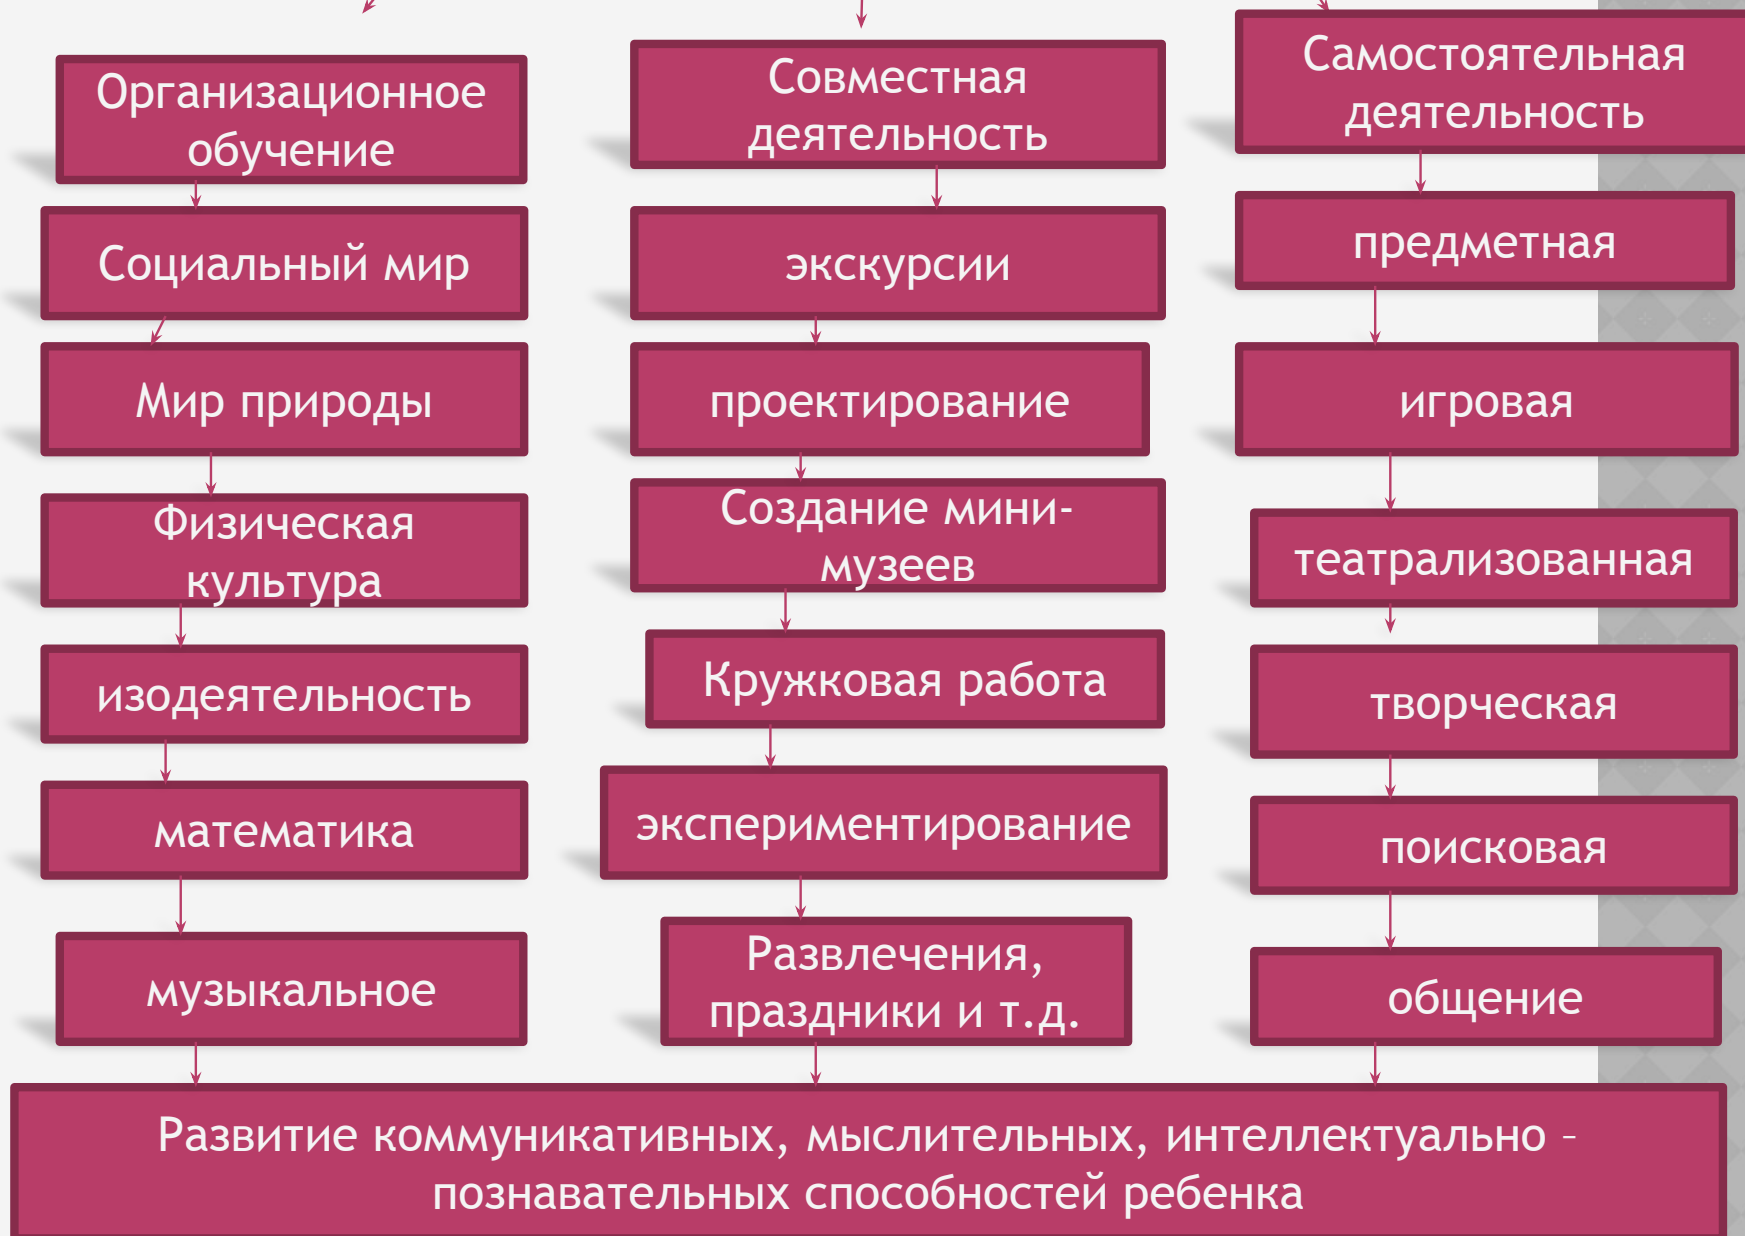 Организационное
обучение
Социальный мир
Мир природы
Физическая
культура
изодеятельность
математика
музыкальное
Совместная
деятельность
экскурсии
проектирование
Создание мини-
музеев
Кружковая работа
экспериментирование
Развлечения,
праздники и т.д.
Самостоятельная
деятельность
предметная
игровая
театрализованная
творческая
поисковая
общение
Развитие коммуникативных, мыслительных, интеллектуально –
познавательных способностей ребенка